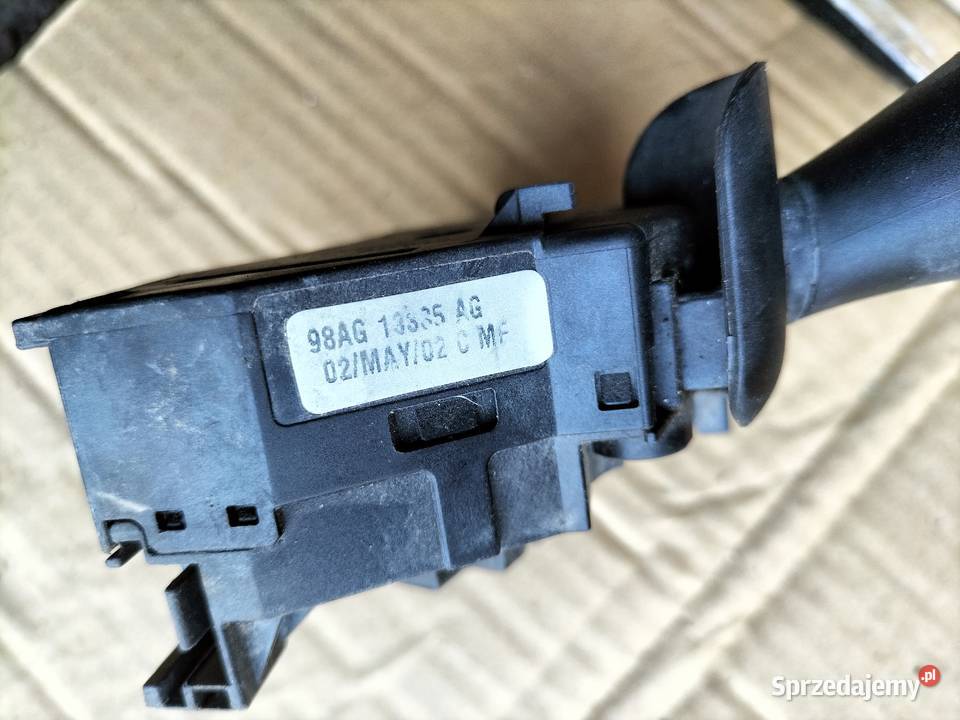 98AG 13335 AG
02/MAY/02 C MF
Sprzedajemy.pl